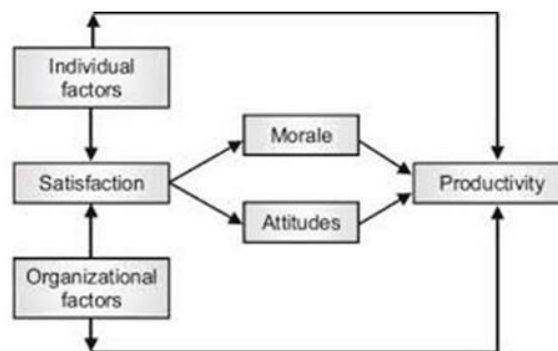 Individual
factors
Morale
Satisfaction
Productivity
Attitudes
Organizational
factors